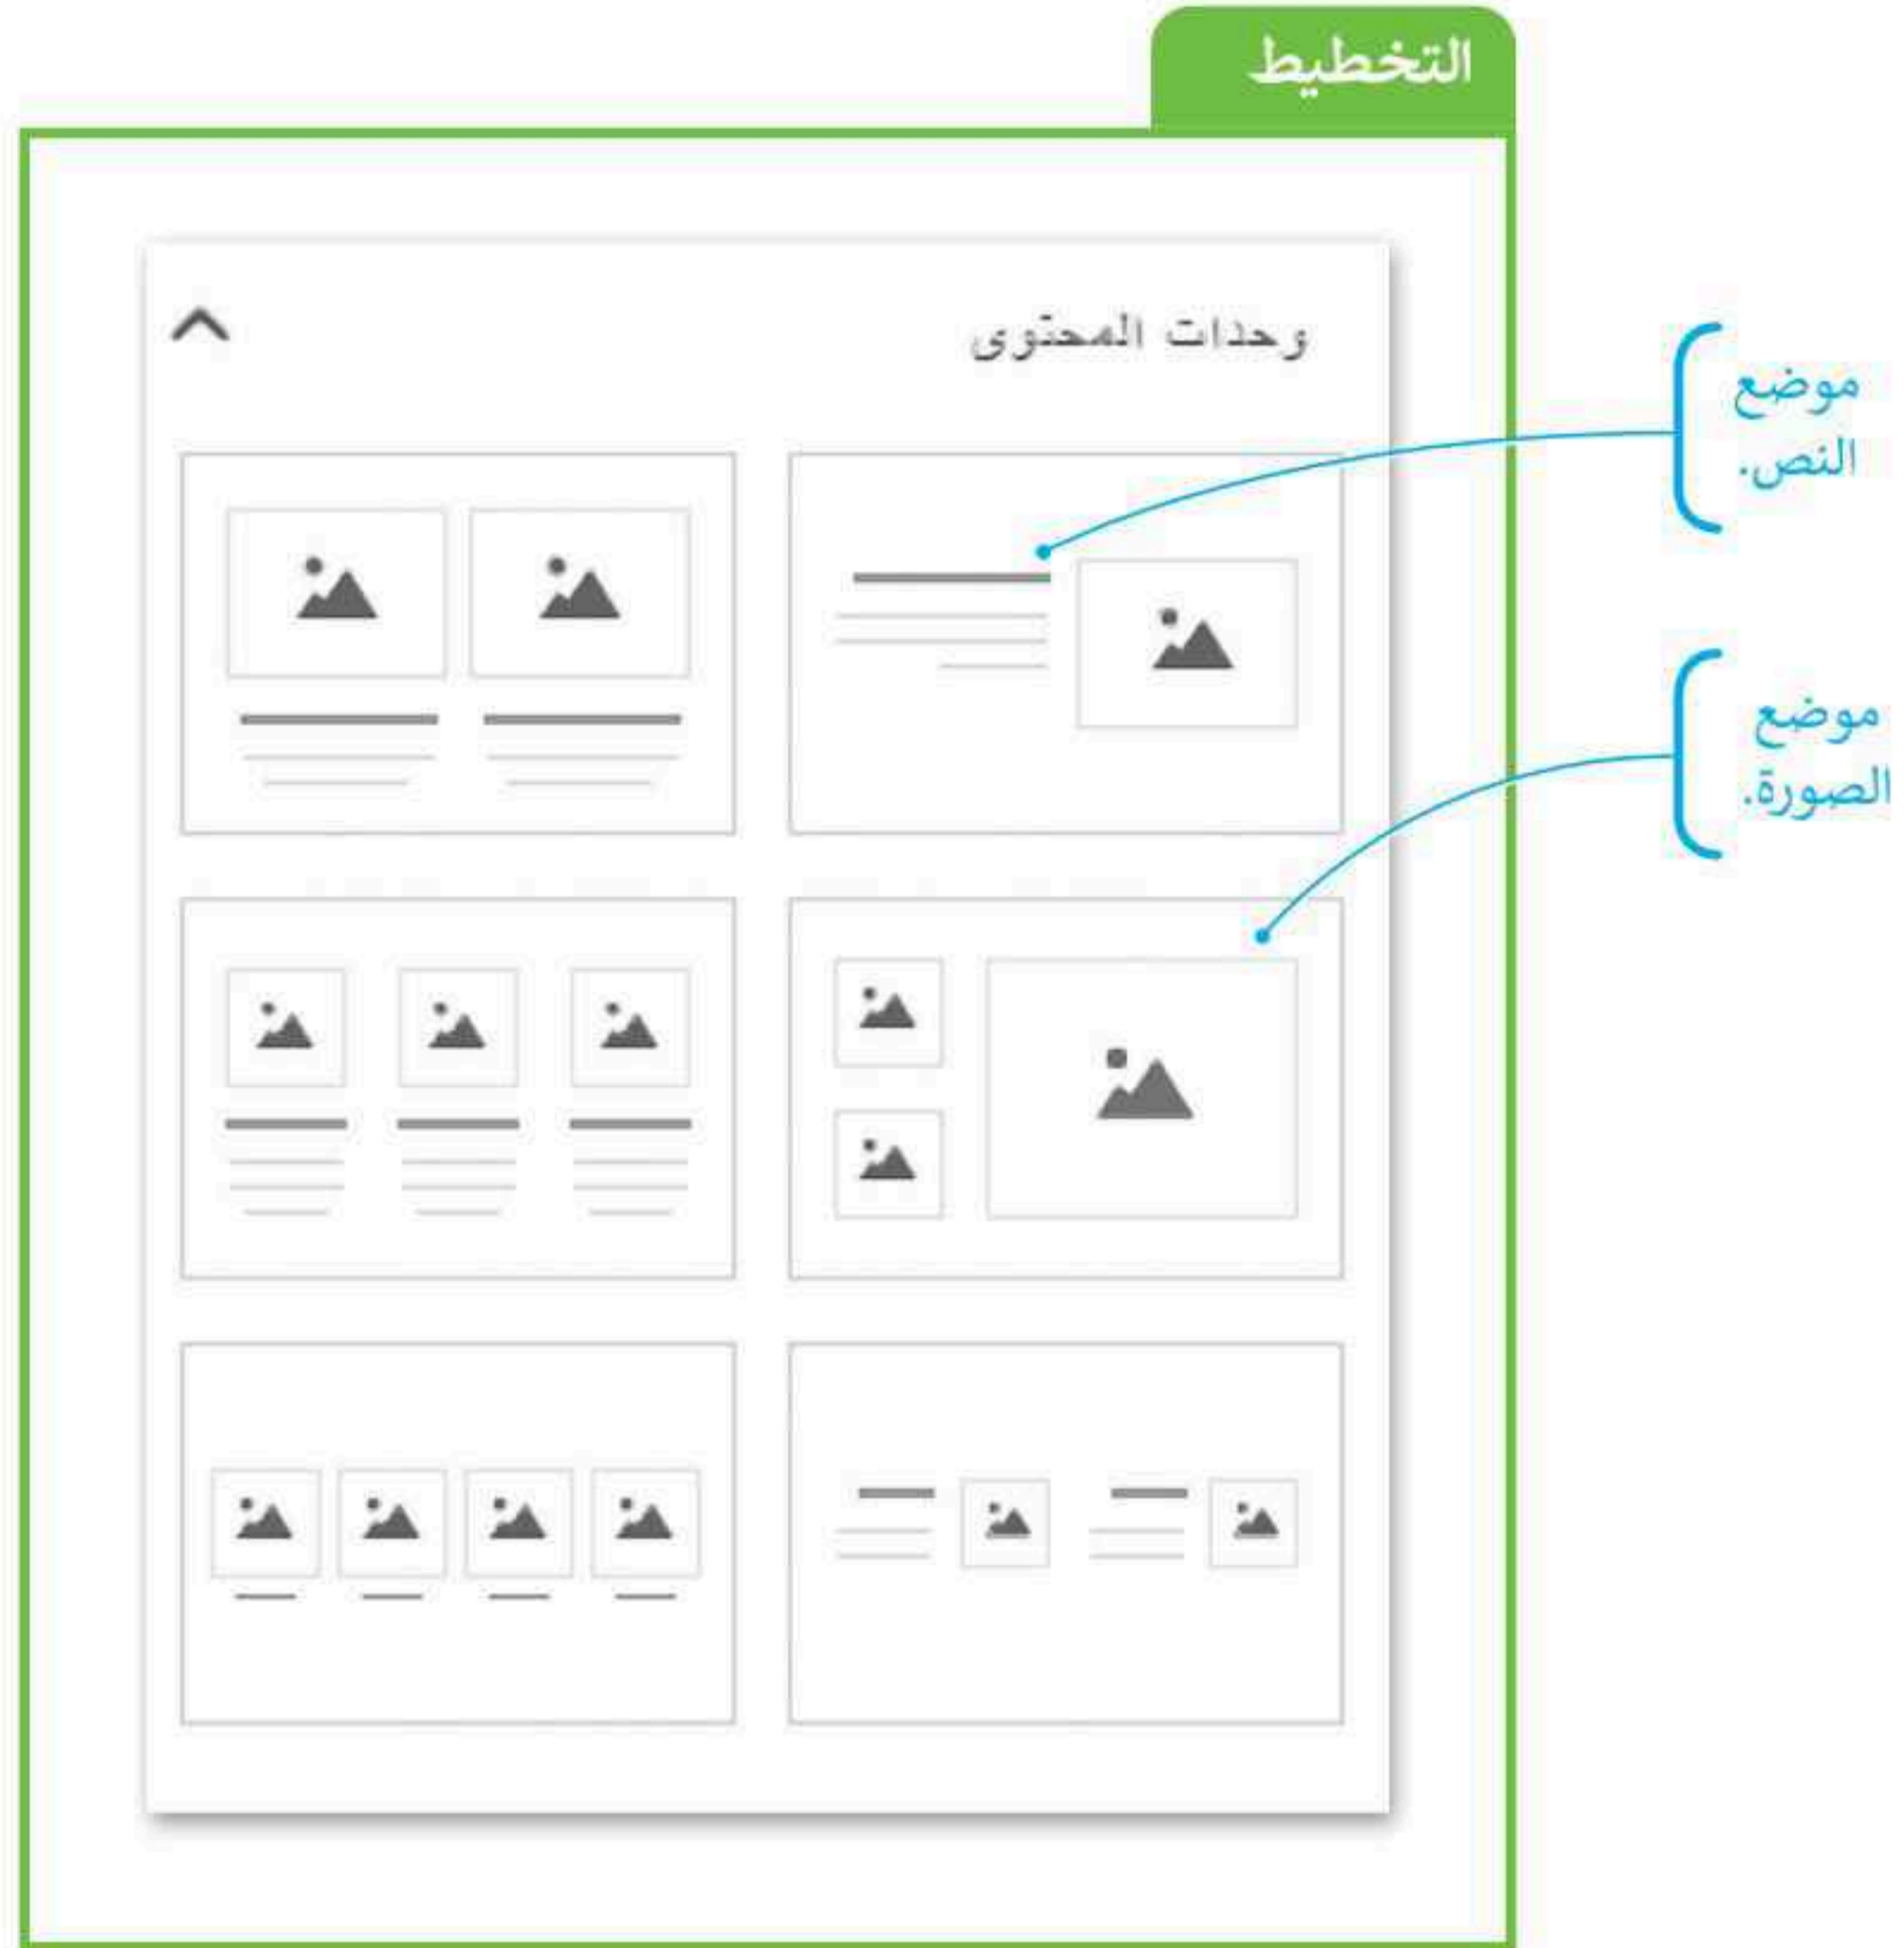 التخطيط
وحدات المحتوى
موضع
النص.
موضع
الصورة.